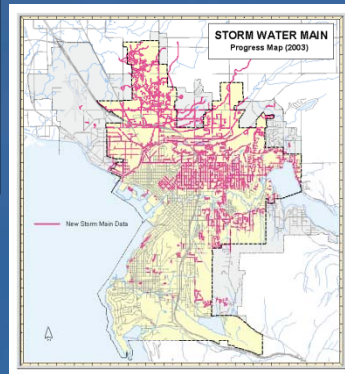 STORM WATER MAIN
Progress Map (2003)
New Storm Main Data